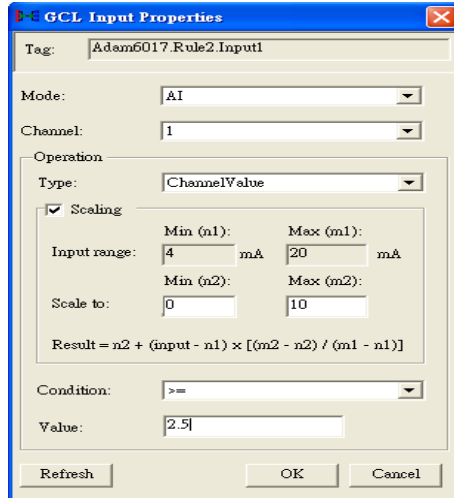 GCL Input Properties
Tag: Adam6017.Rule2.Input1
Mode: AI
Channel: 1
Operation
Type: ChannelValue
Scaling
Min (n1): Max (m1):
Input range: 4 mA 20 mA
Min (n2): Max (m2):
Scale to: 0 10
Result = n2 + (input - n1) x [(m2 - n2) / (m1 - n1)]
Condition: >=
Value: 2.5
Refresh OK Cancel